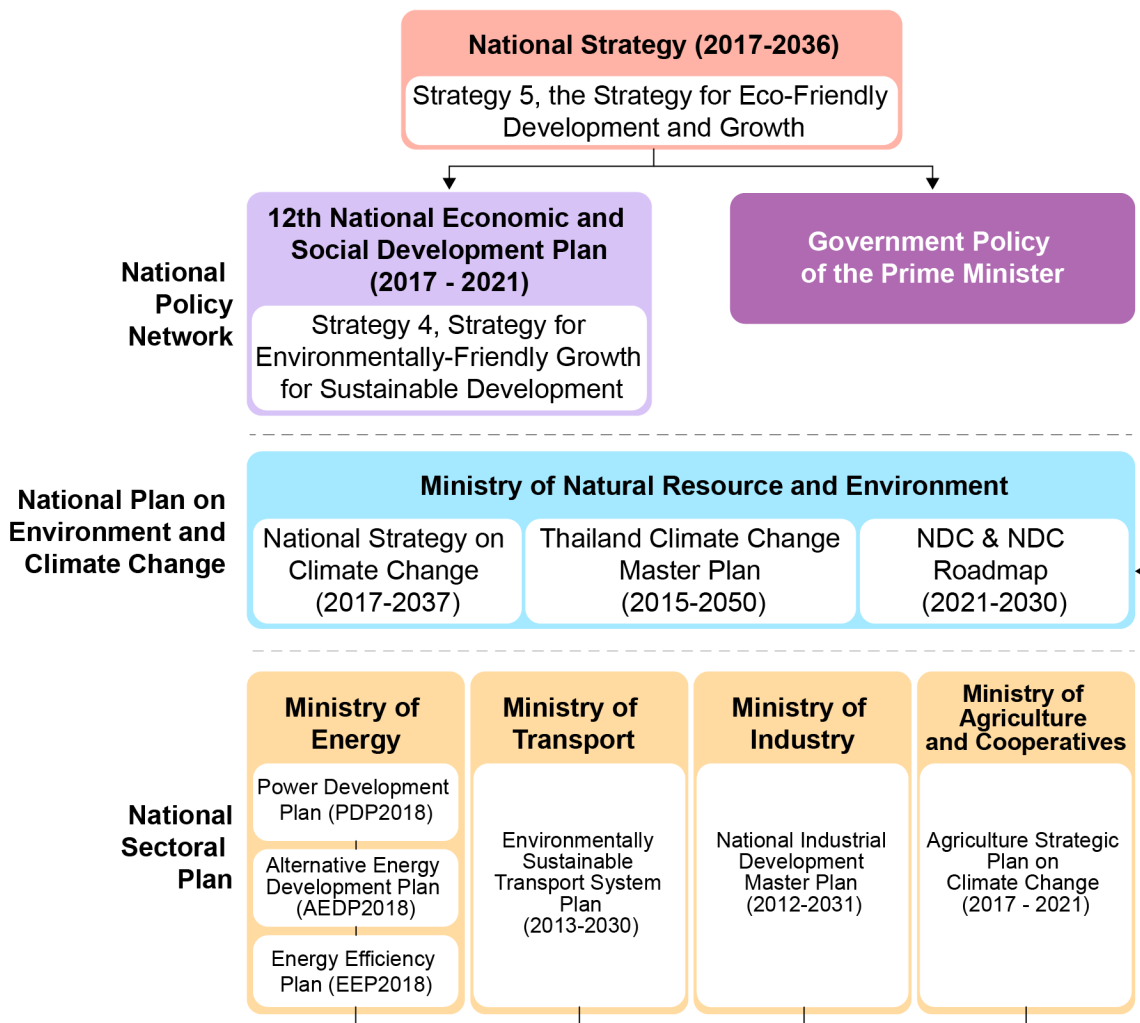 National Strategy (2017-2036)
Strategy 5, the Strategy for Eco-Friendly
Development and Growth
National
Policy
Network
12th National Economic and
Social Development Plan
(2017 - 2021)
Strategy 4, Strategy for
Environmentally-Friendly Growth
for Sustainable Development
Government Policy
of the Prime Minister
National Plan on
Environment and
Climate Change
Ministry of Natural Resource and Environment
National Strategy on
Climate Change
(2017-2037)
Thailand Climate Change
Master Plan
(2015-2050)
NDC & NDC
Roadmap
(2021-2030)
National
Sectoral
Plan
Ministry of
Energy
Power Development
Plan (PDP2018)
Alternative Energy
Development Plan
(AEDP2018)
Energy Efficiency
Plan (EEP2018)
Ministry of
Transport
Environmentally
Sustainable
Transport System
Plan
(2013-2030)
Ministry of
Industry
National Industrial
Development
Master Plan
(2012-2031)
Ministry of
Agriculture
and Cooperatives
Agriculture Strategic
Plan on
Climate Change
(2017 - 2021)